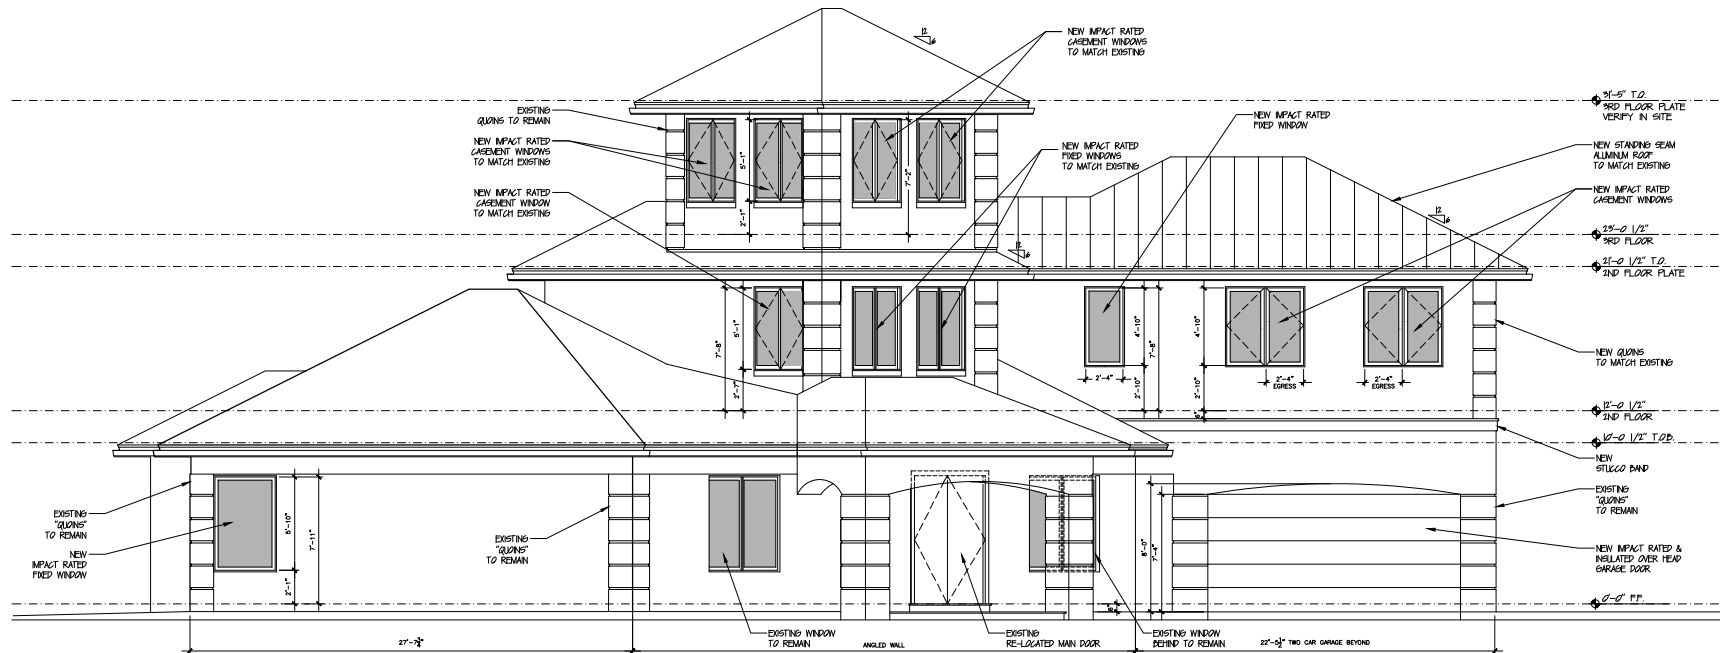 12
6
NEW IMPACT RATED
CASEMENT WINDOWS
TO MATCH EXISTING
EXISTING
QUOINS TO REMAIN
NEW IMPACT RATED
CASEMENT WINDOWS
TO MATCH EXISTING
NEW IMPACT RATED
CASEMENT WINDOW
TO MATCH EXISTING
NEW IMPACT RATED
FIXED WINDOWS
TO MATCH EXISTING
NEW IMPACT RATED
FIXED WINDOW
31'-5" T.O.
3RD FLOOR PLATE
VERIFY IN SITE
NEW STANDING SEAM
ALUMINUM ROOF
TO MATCH EXISTING
NEW IMPACT RATED
CASEMENT WINDOWS
5'-1"
2'-1"
7'-2"
12
6
12
6
23'-0 1/2"
3RD FLOOR
21'-0 1/2" T.O.
2ND FLOOR PLATE
7'-8"
5'-1"
2'-7"
4'-10"
7'-8"
2'-10"
4'-10"
2'-10"
6"
2'-4"
2'-4"
EGRESS
2'-4"
EGRESS
NEW QUOINS
TO MATCH EXISTING
12'-0 1/2"
2ND FLOOR
10'-0 1/2" T.O.B.
NEW
STUCCO BAND
EXISTING
"QUOINS"
TO REMAIN
NEW
IMPACT RATED
FIXED WINDOW
5'-10"
2'-1"
7'-11"
EXISTING
"QUOINS"
TO REMAIN
8'-0"
7'-4"
6"
EXISTING
"QUOINS"
TO REMAIN
NEW IMPACT RATED &
INSULATED OVER HEAD
GARAGE DOOR
0'-0" F.F.
EXISTING WINDOW
TO REMAIN
EXISTING
RE-LOCATED MAIN DOOR
EXISTING WINDOW
BEHIND TO REMAIN
ANGLED WALL
TWO CAR GARAGE BEYOND